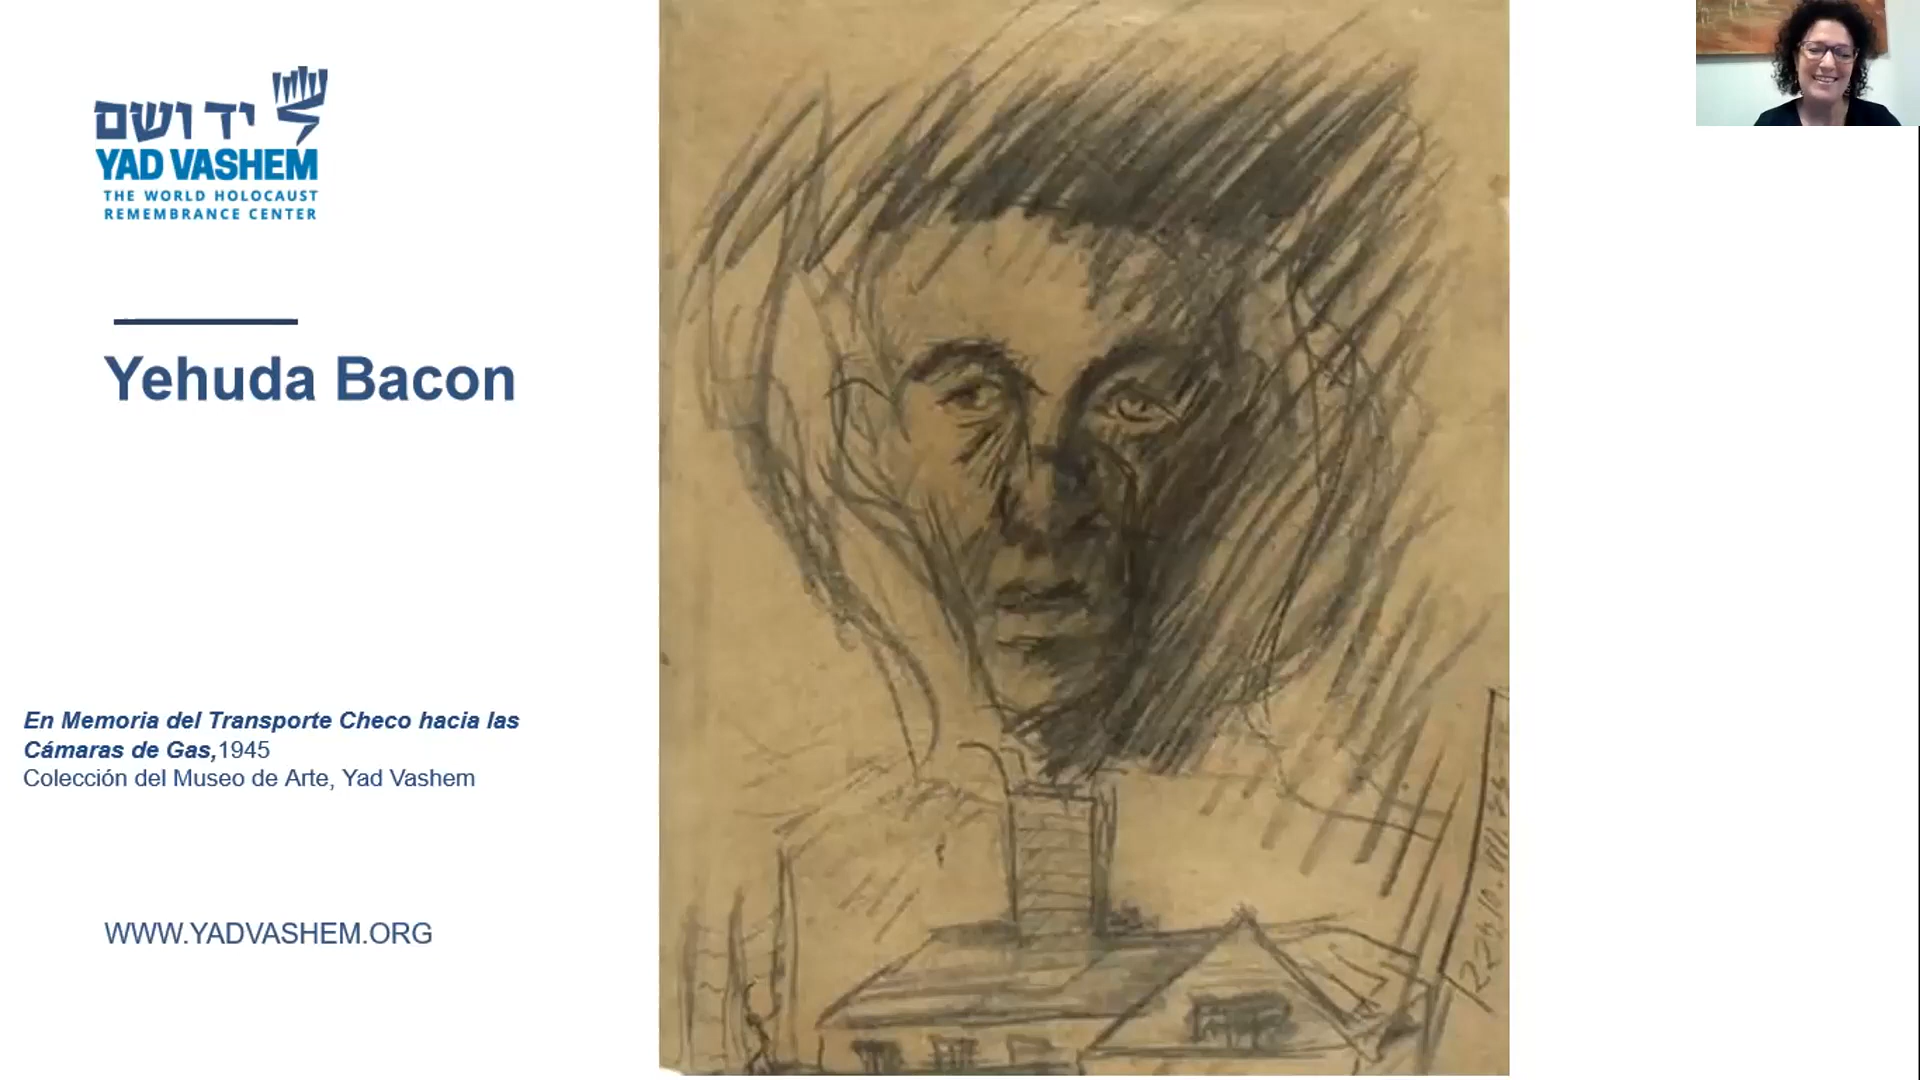 יד ושם
YAD VASHEM
THE WORLD HOLOCAUST
REMEMBRANCE CENTER
Yehuda Bacon
En Memoria del Transporte Checo hacia las
Cámaras de Gas,1945
Colección del Museo de Arte, Yad Vashem
WWW.YADVASHEM.ORG